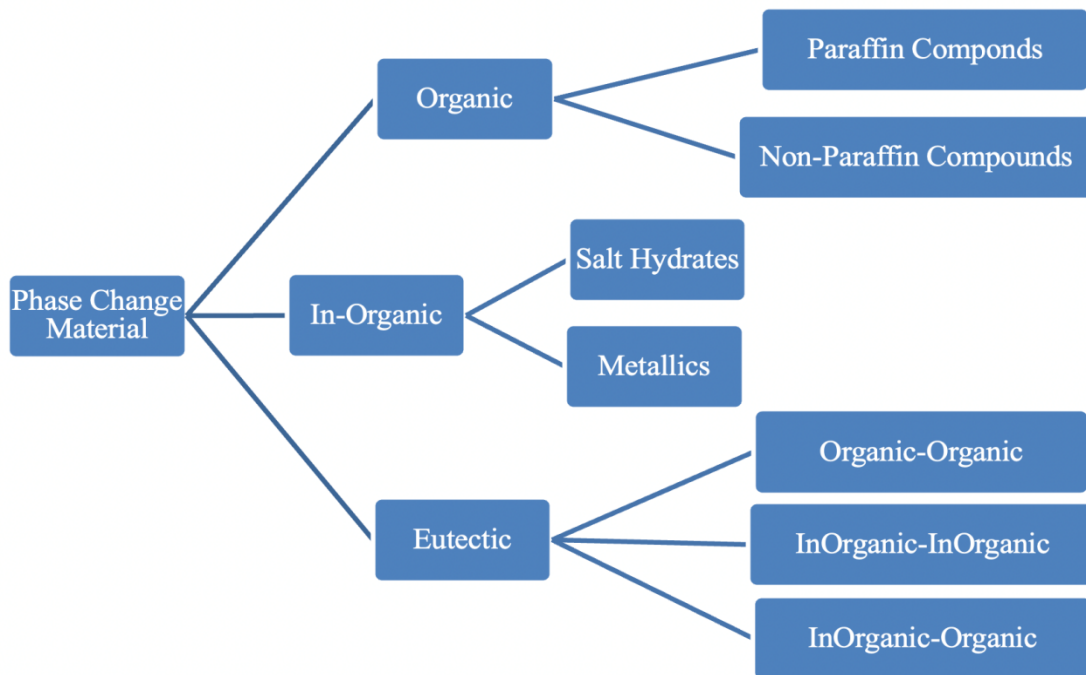 Phase Change
Material
Organic
Paraffin Componds
Non-Paraffin Compounds
In-Organic
Salt Hydrates
Metallics
Eutectic
Organic-Organic
InOrganic-InOrganic
InOrganic-Organic